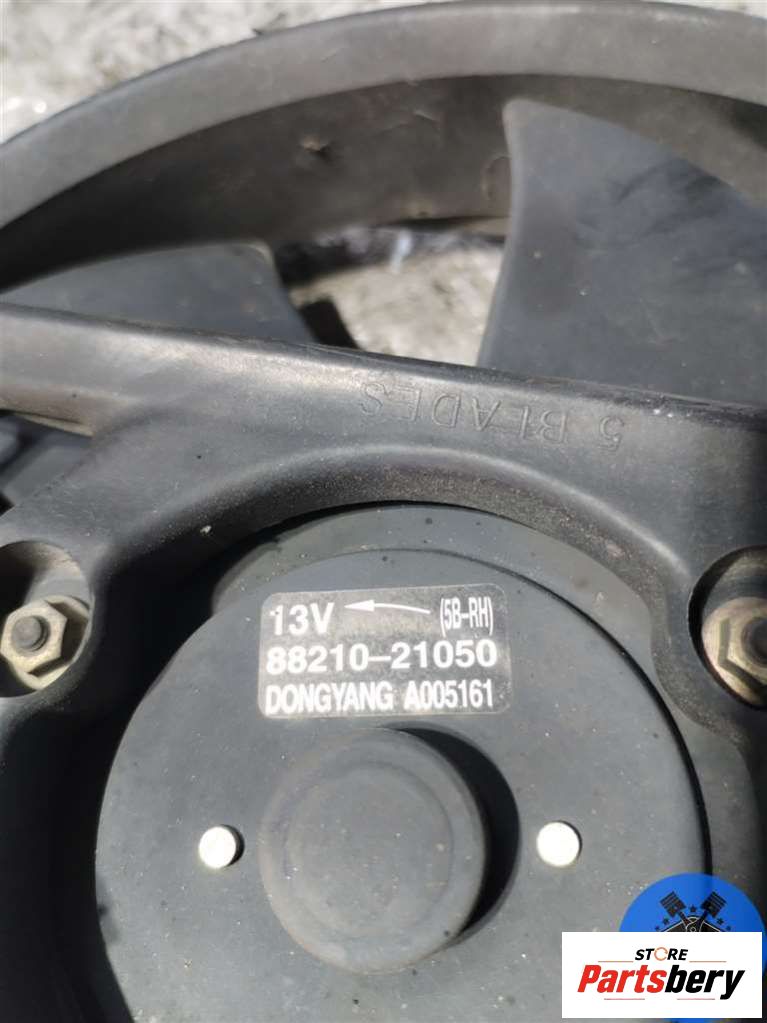 5 BLADES
13V (5B-RH)
88210-21050
DONGYANG A005161
STORE
Partsbery